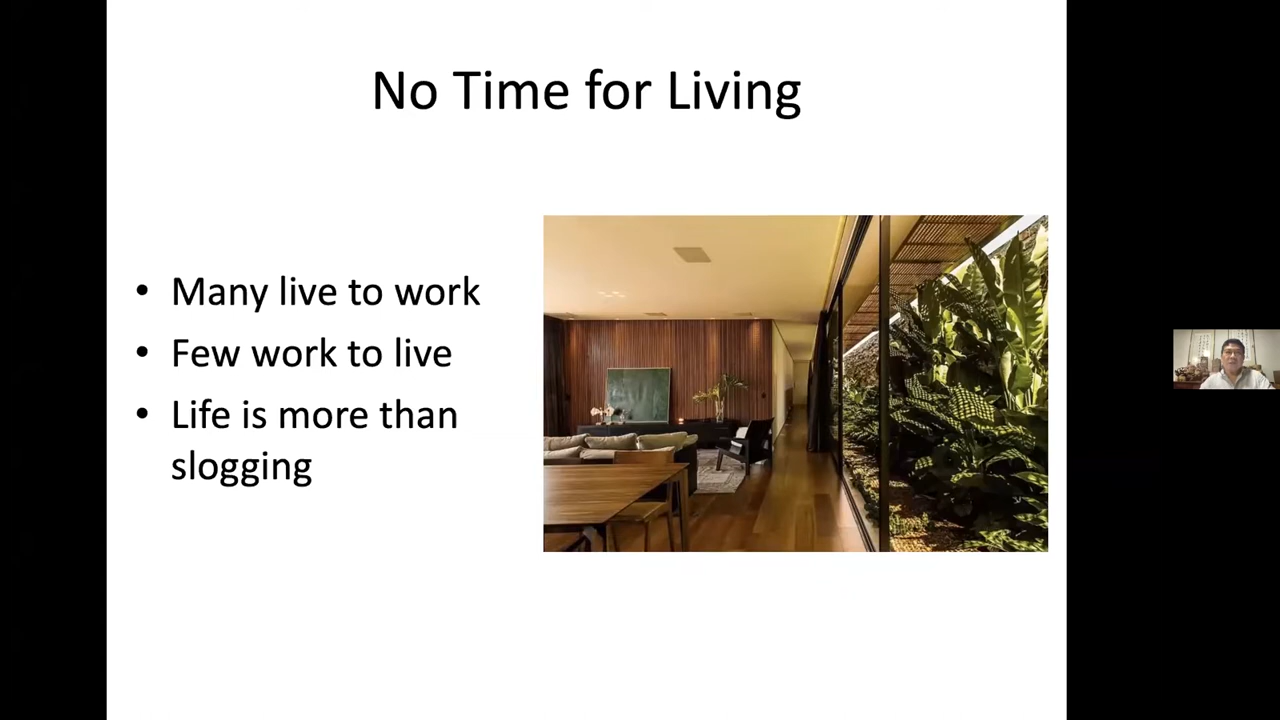 No Time for Living
• Many live to work
• Few work to live
• Life is more than
slogging